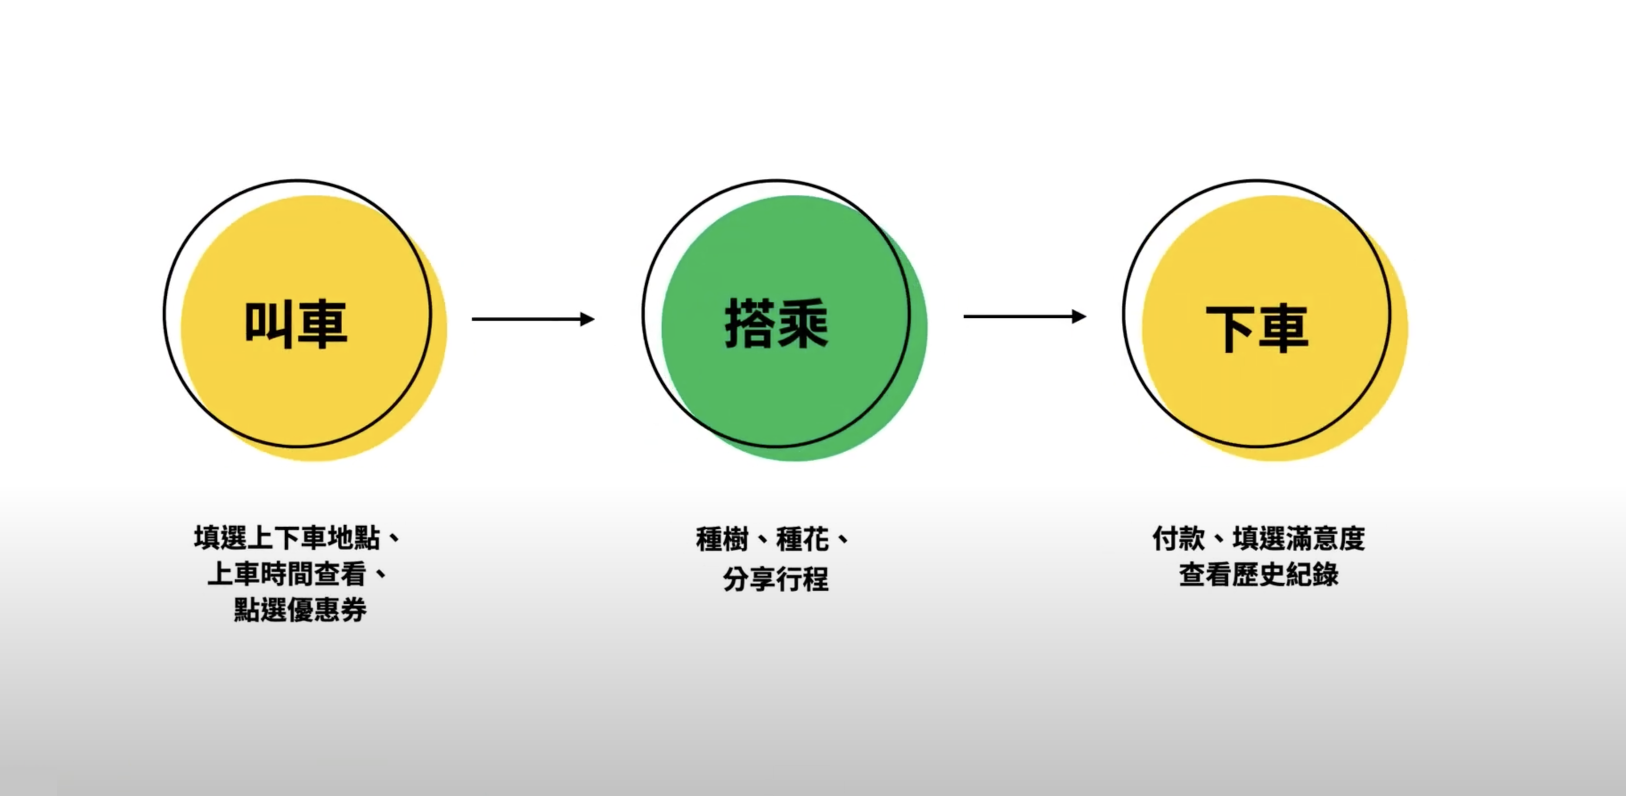 叫車
搭乘
下車
填選上下車地點、
上車時間查看、
點選優惠券
種樹、種花、
分享行程
付款、填選滿意度
查看歷史紀錄